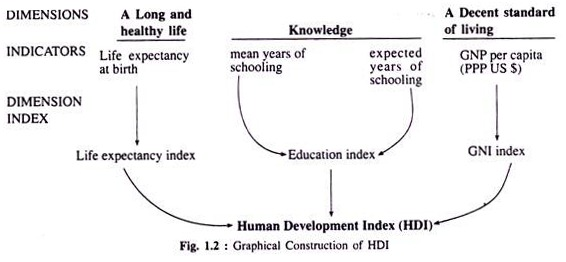 DIMENSIONS
A Long and
healthy life
Knowledge
A Decent standard
of living
INDICATORS
Life expectancy
at birth
mean years of
schooling
expected
years of
schooling
GNP per capita
(PPP US $)
DIMENSION
INDEX
Life expectancy index
Education index
GNI index
Human Development Index (HDI)
Fig. 1.2 : Graphical Construction of HDI